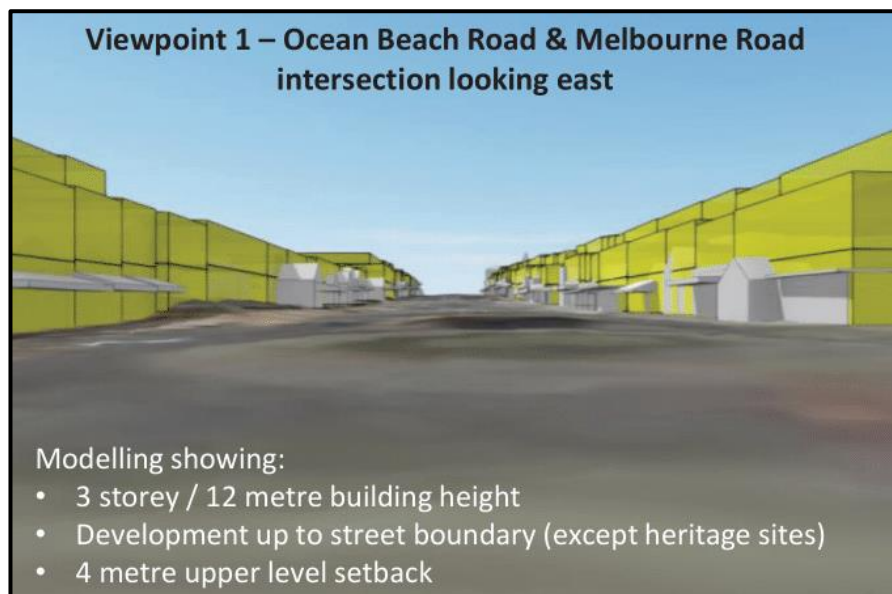 Viewpoint 1 – Ocean Beach Road & Melbourne Road
intersection looking east
Modelling showing:
• 3 storey / 12 metre building height
• Development up to street boundary (except heritage sites)
• 4 metre upper level setback